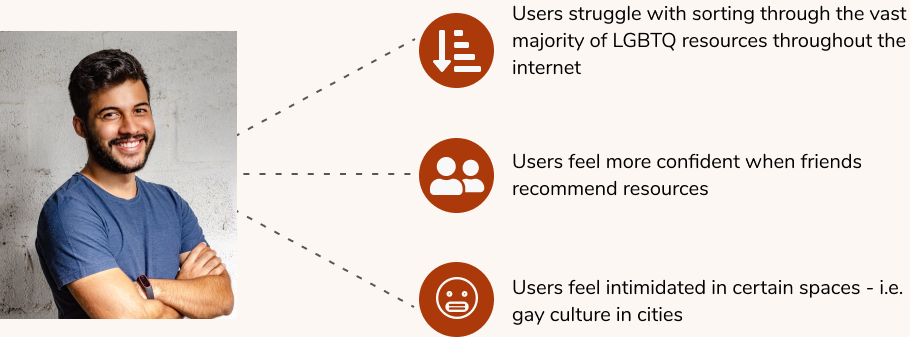 Users struggle with sorting through the vast
majority of LGBTQ resources throughout the
internet
Users feel more confident when friends
recommend resources
Users feel intimidated in certain spaces - i.e.
gay culture in cities